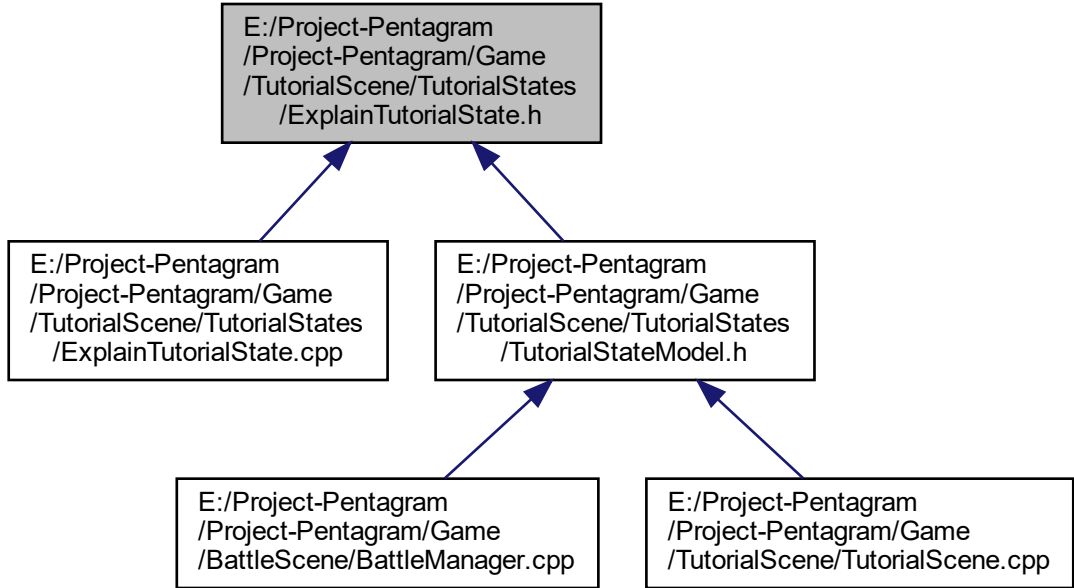 E:/Project-Pentagram
/Project-Pentagram/Game
/TutorialScene/TutorialStates
/ExplainTutorialState.h
E:/Project-Pentagram
/Project-Pentagram/Game
/TutorialScene/TutorialStates
/ExplainTutorialState.cpp
E:/Project-Pentagram
/Project-Pentagram/Game
/TutorialScene/TutorialStates
/TutorialStateModel.h
E:/Project-Pentagram
/Project-Pentagram/Game
/BattleScene/BattleManager.cpp
E:/Project-Pentagram
/Project-Pentagram/Game
/TutorialScene/TutorialScene.cpp